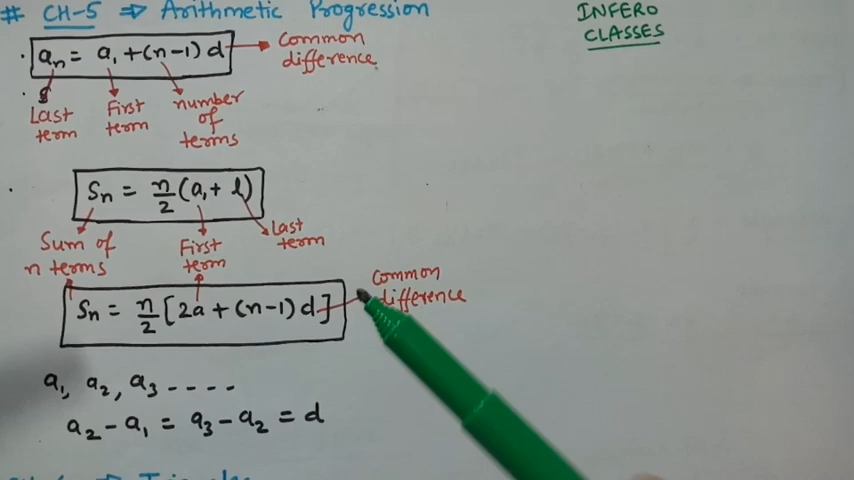 # CH-5 ⇒ Arithmetic Progression
INFERO
CLASSES
. aₙ = a₁ + (n-1) d
Common
difference
.
Last
term
First
term
number
of
terms
. Sₙ = n/2 (a₁ + l)
Sum of
n terms
First
term
Last
term
Sₙ = n/2 [2a + (n-1) d]
Common
difference
a₁, a₂, a₃ ----
a₂ - a₁ = a₃ - a₂ = d